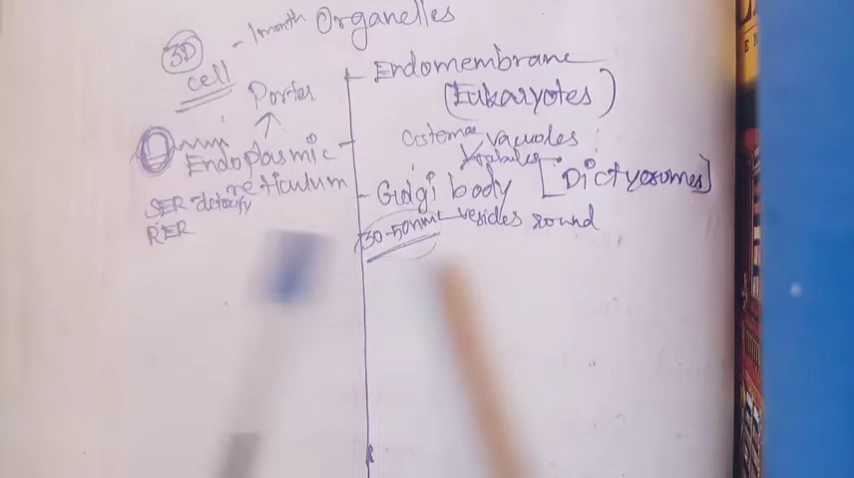 3D - 1month Organelles
cell
Endomembrane
(Eukaryotes)
Porter
vacuoles
Endoplasmic
reticulum
Golgi body [Dictyosomes]
SER detoxify
RER
30-50nm vesicles round